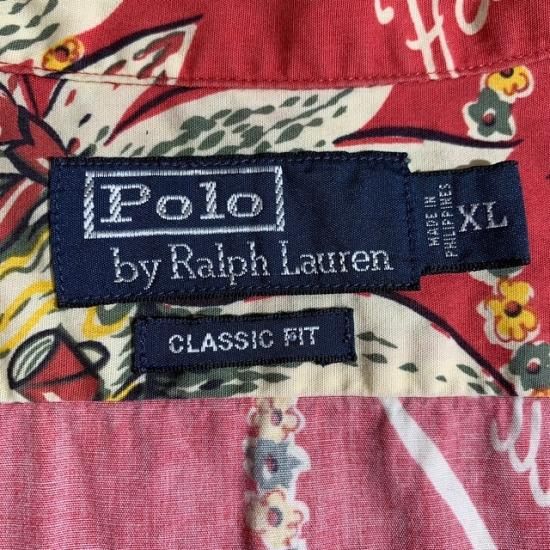 Polo
by Ralph Lauren
MADE IN
PHILIPPINES
XL
CLASSIC FIT